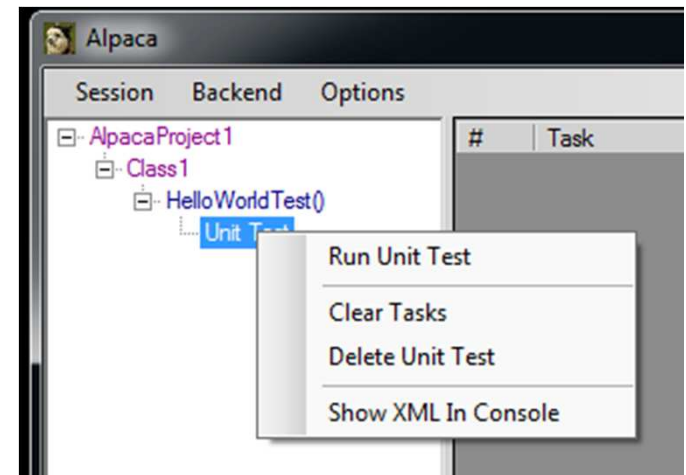 Alpaca
Session Backend Options
AlpacaProject1
Class1
HelloWorldTest()
Unit Test
# Task
Run Unit Test
Clear Tasks
Delete Unit Test
Show XML In Console